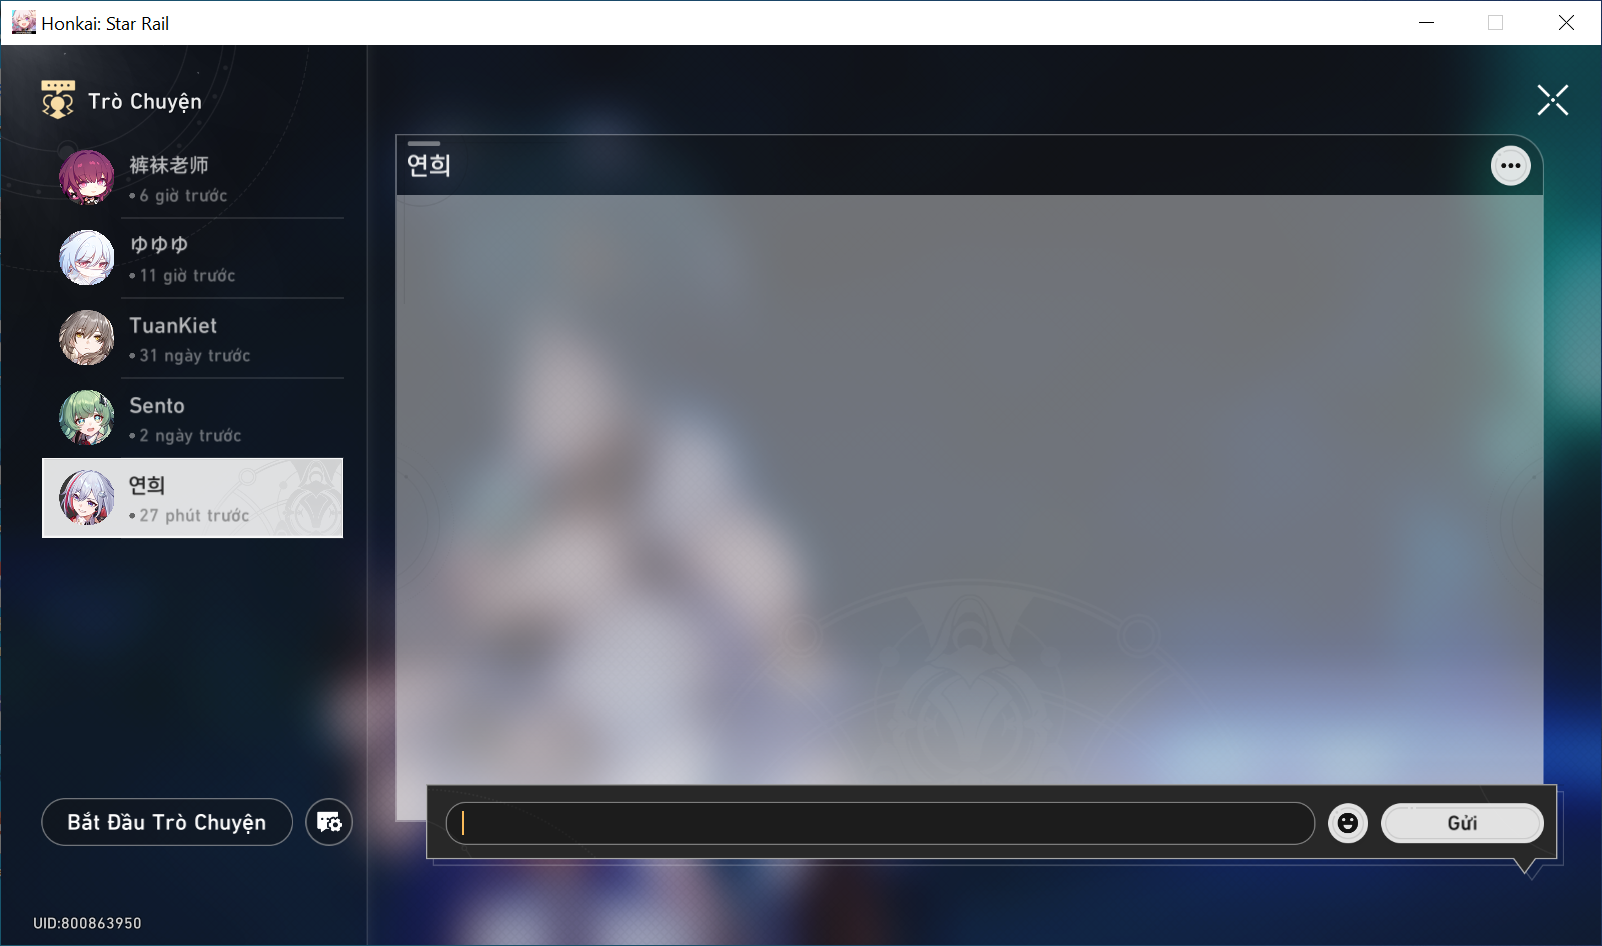 Honkai: Star Rail
Trò Chuyện
裤袜老师
6 giờ trước
ゆゆゆ
11 giờ trước
TuanKiet
31 ngày trước
Sento
2 ngày trước
연희
27 phút trước
Bắt Đầu Trò Chuyện
UID:800863950
연희
Gửi